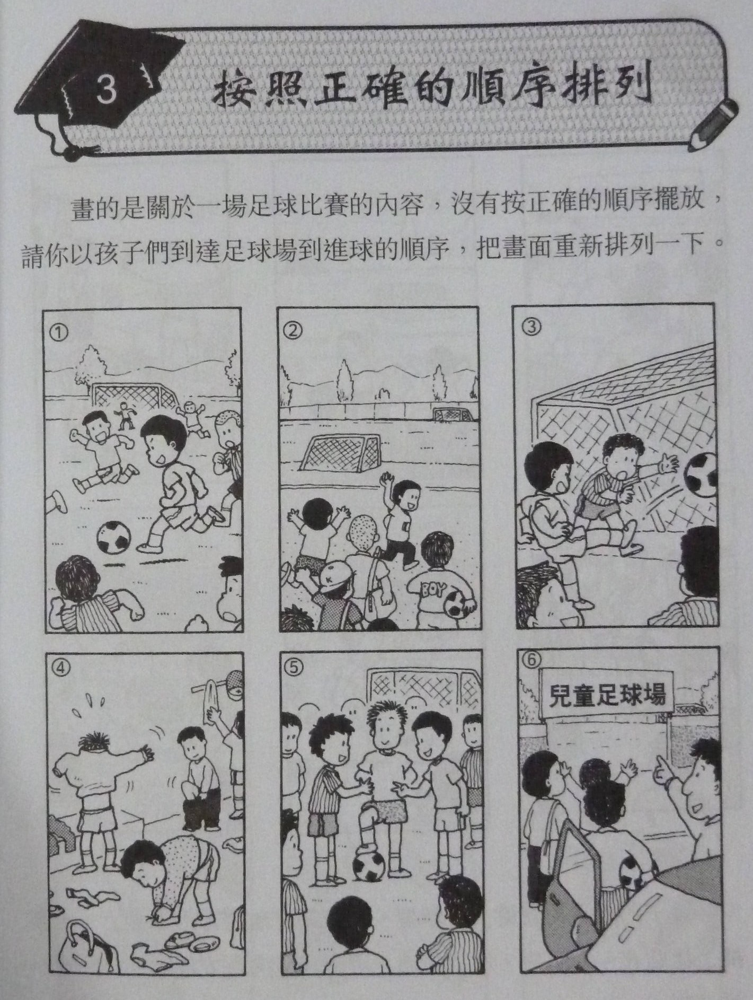 3
按照正確的順序排列
畫的是關於一場足球比賽的內容，沒有按正確的順序擺放，
請你以孩子們到達足球場到進球的順序，把畫面重新排列一下。
①
②
③
BOY
④
⑤
⑥
兒童足球場